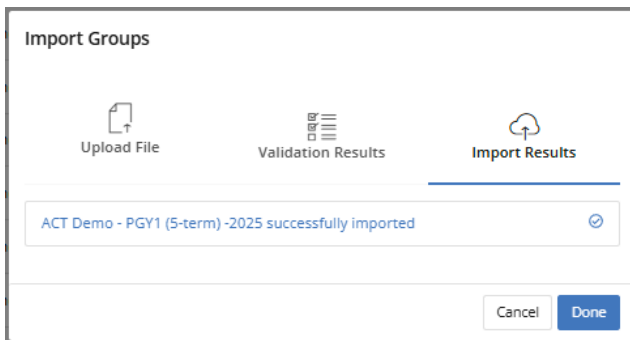 Import Groups
Upload File
Validation Results
Import Results
ACT Demo - PGY1 (5-term) -2025 successfully imported
Cancel
Done